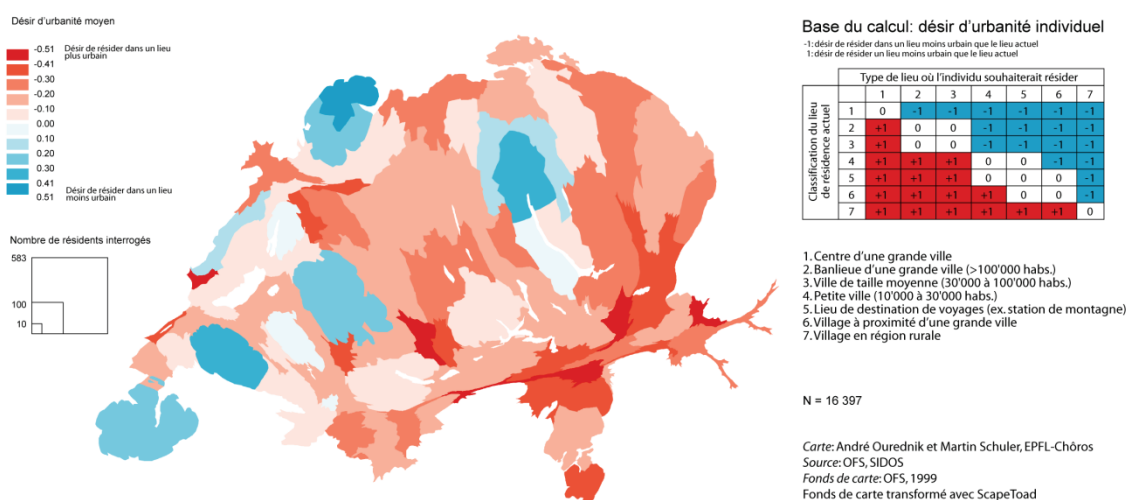 Désir d'urbanité moyen
-0.51 Désir de résider dans un lieu
plus urbain
-0.41
-0.30
-0.20
-0.10
0.00
0.10
0.20
0.30
0.41 Désir de résider dans un lieu
0.51 moins urbain
Nombre de résidents interrogés
583
100
10
Base du calcul: désir d'urbanité individuel
-1: désir de résider dans un lieu moins urbain que le lieu actuel
1: désir de résider un lieu moins urbain que le lieu actuel
Type de lieu où l'individu souhaiterait résider
1 2 3 4 5 6 7
Classification du lieu
de résidence actuel
1 0 -1 -1 -1 -1 -1 -1
2 +1 0 0 -1 -1 -1 -1
3 +1 0 0 -1 -1 -1 -1
4 +1 +1 +1 0 0 -1 -1
5 +1 +1 +1 0 0 0 -1
6 +1 +1 +1 +1 0 0 -1
7 +1 +1 +1 +1 +1 +1 0
1. Centre d'une grande ville
2. Banlieue d'une grande ville (>100'000 habs.)
3. Ville de taille moyenne (30'000 à 100'000 habs.)
4. Petite ville (10'000 à 30'000 habs.)
5. Lieu de destination de voyages (ex. station de montagne)
6. Village à proximité d'une grande ville
7. Village en région rurale
N = 16 397
Carte: André Ourednik et Martin Schuler, EPFL-Chôros
Source: OFS, SIDOS
Fonds de carte: OFS, 1999
Fonds de carte transformé avec ScapeToad